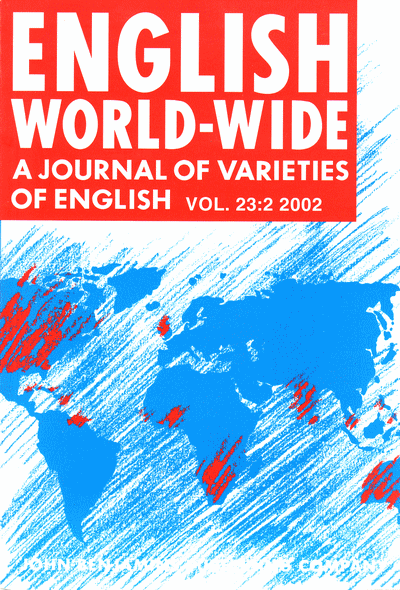 ENGLISH
WORLD-WIDE
A JOURNAL OF VARIETIES
OF ENGLISH VOL. 23:2 2002
JOHN BENJAMINS PUBLISHING COMPANY